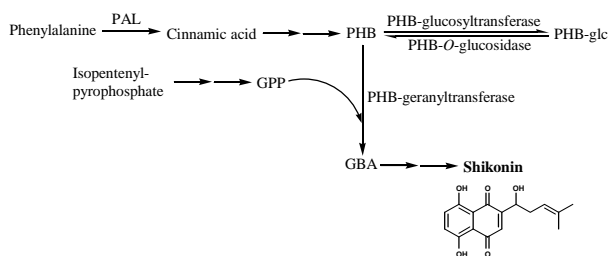 PAL
PHB-glucosyltransferase
Phenylalanine
Cinnamic acid
PHB
PHB-glc
PHB-O-glucosidase
Isopentenyl-
pyrophosphate
GPP
PHB-geranyltransferase
GBA
Shikonin
OH
O
OH
OH
O